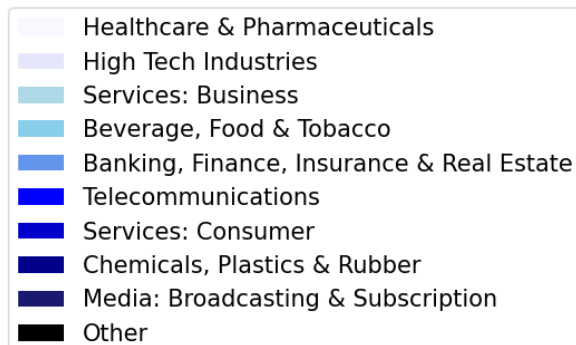 Healthcare & Pharmaceuticals
High Tech Industries
Services: Business
Beverage, Food & Tobacco
Banking, Finance, Insurance & Real Estate
Telecommunications
Services: Consumer
Chemicals, Plastics & Rubber
Media: Broadcasting & Subscription
Other